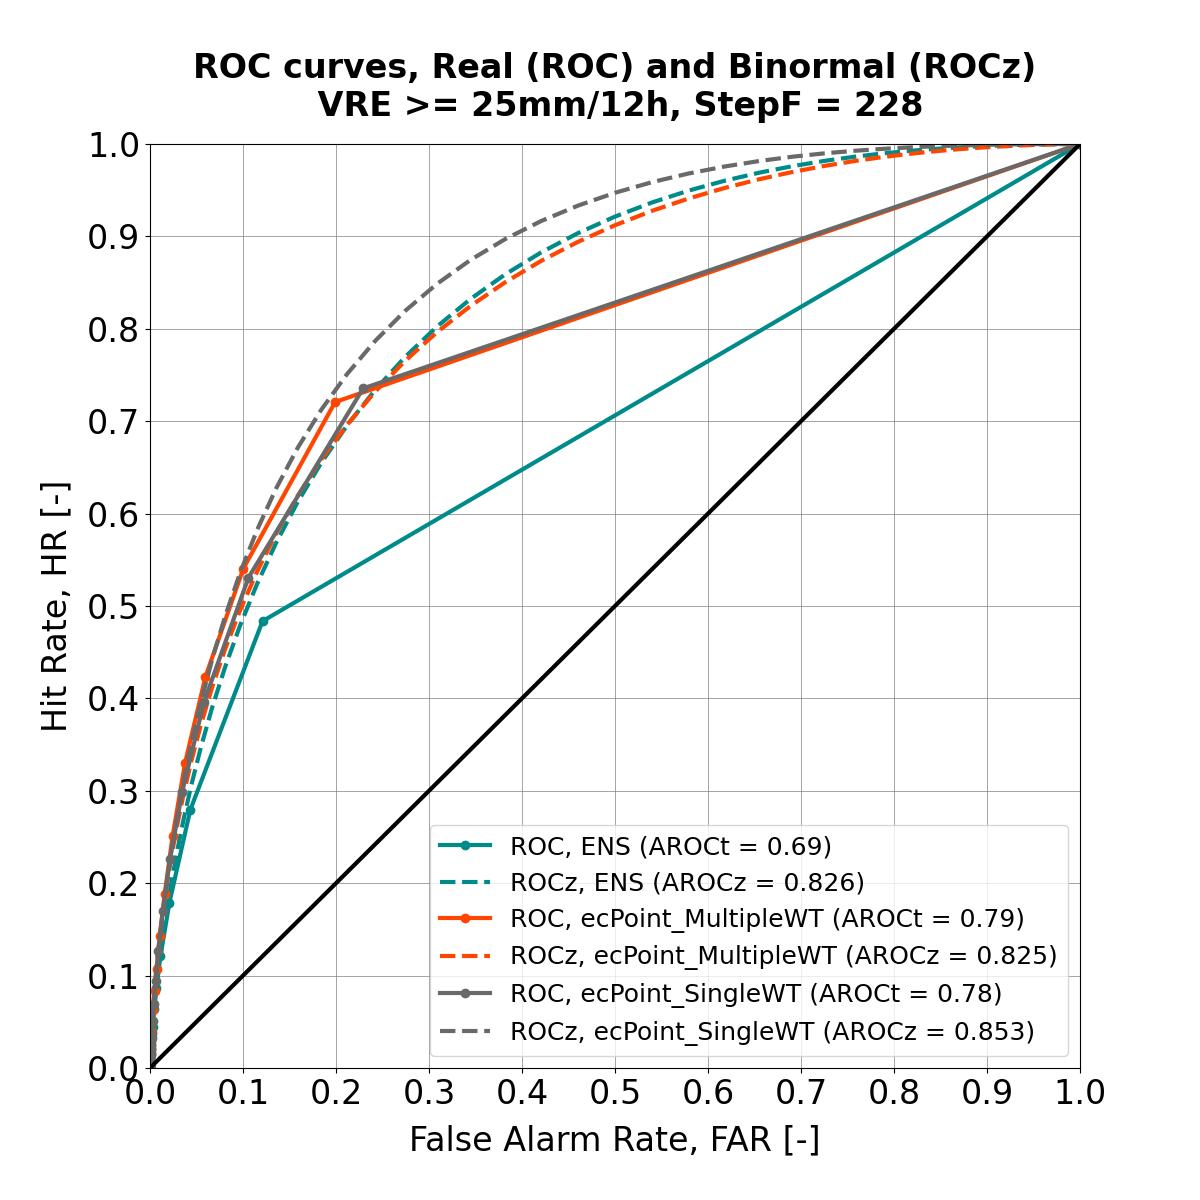 ROC curves, Real (ROC) and Binormal (ROCz)
VRE >= 25mm/12h, StepF = 228
1.0
0.9
0.8
0.7
0.6
0.5
0.4
0.3
0.2
0.1
0.0
Hit Rate, HR [-]
ROC, ENS (AROCt = 0.69)
ROCz, ENS (AROCz = 0.826)
ROC, ecPoint_MultipleWT (AROCt = 0.79)
ROCz, ecPoint_MultipleWT (AROCz = 0.825)
ROC, ecPoint_SingleWT (AROCt = 0.78)
ROCz, ecPoint_SingleWT (AROCz = 0.853)
0.0 0.1 0.2 0.3 0.4 0.5 0.6 0.7 0.8 0.9 1.0
False Alarm Rate, FAR [-]